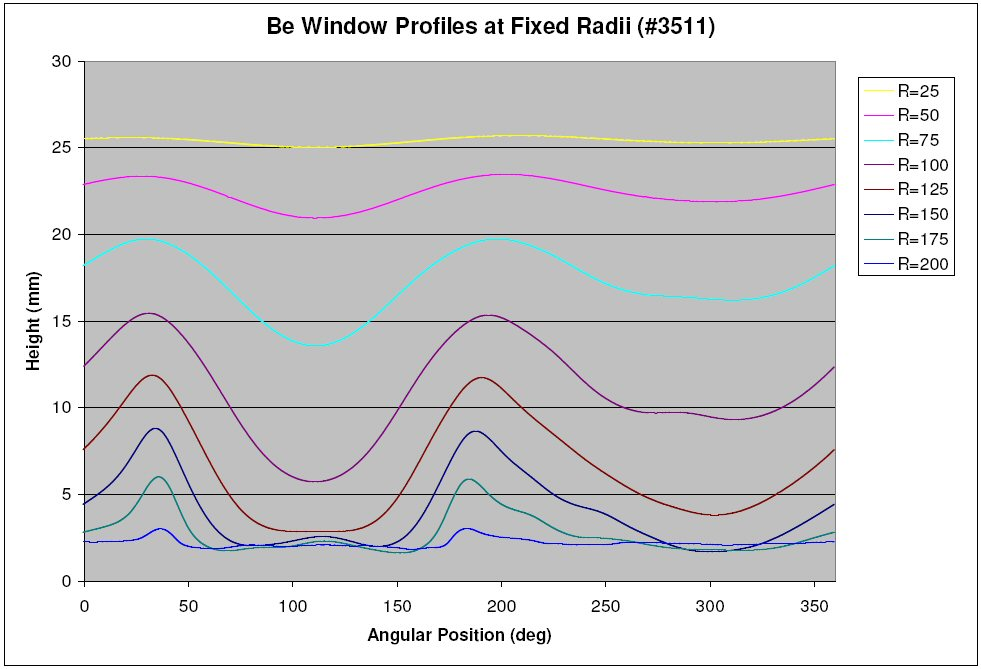 Be Window Profiles at Fixed Radii (#3511)
30
25
20
15
10
5
0
Height (mm)
0 50 100 150 200 250 300 350
Angular Position (deg)
R=25
R=50
R=75
R=100
R=125
R=150
R=175
R=200